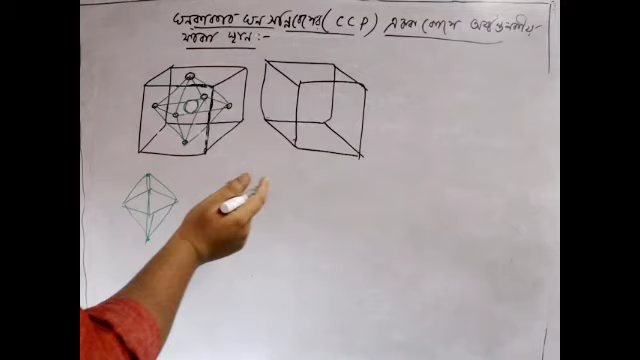 ঘনকাকার ঘন সন্নিবেশের (CCP) একক কোষে অষ্টতলকীয়
ফাঁকা স্থান :-